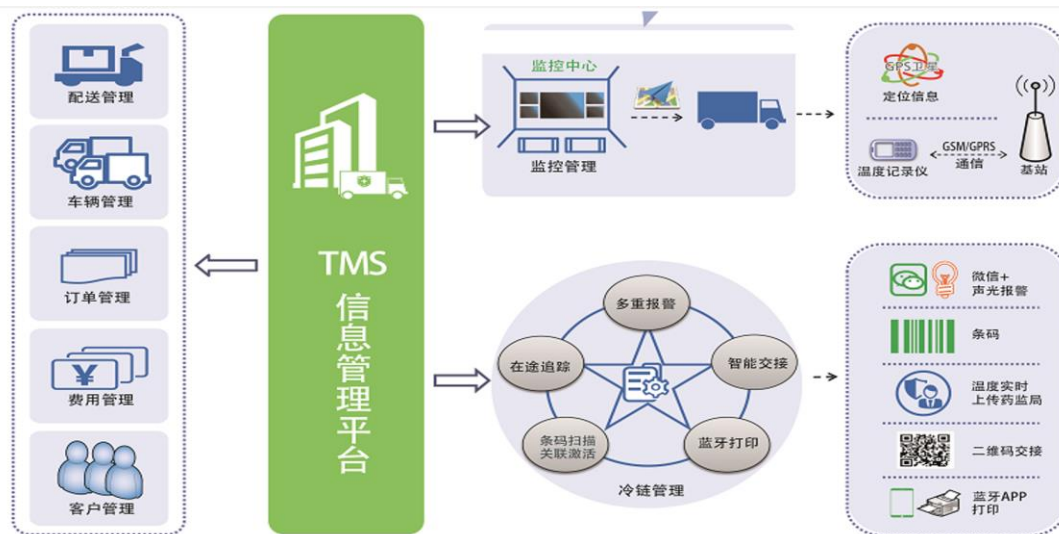 配送管理
车辆管理
订单管理
¥
费用管理
客户管理
TMS
信息管理平台
监控中心
监控管理
GPS卫星
定位信息
温度记录仪
GSM/GPRS
通信
基站
多重报警
在途追踪
智能交接
条码扫描
关联激活
蓝牙打印
冷链管理
微信+
声光报警
条码
温度实时
上传药监局
二维码交接
蓝牙APP
打印